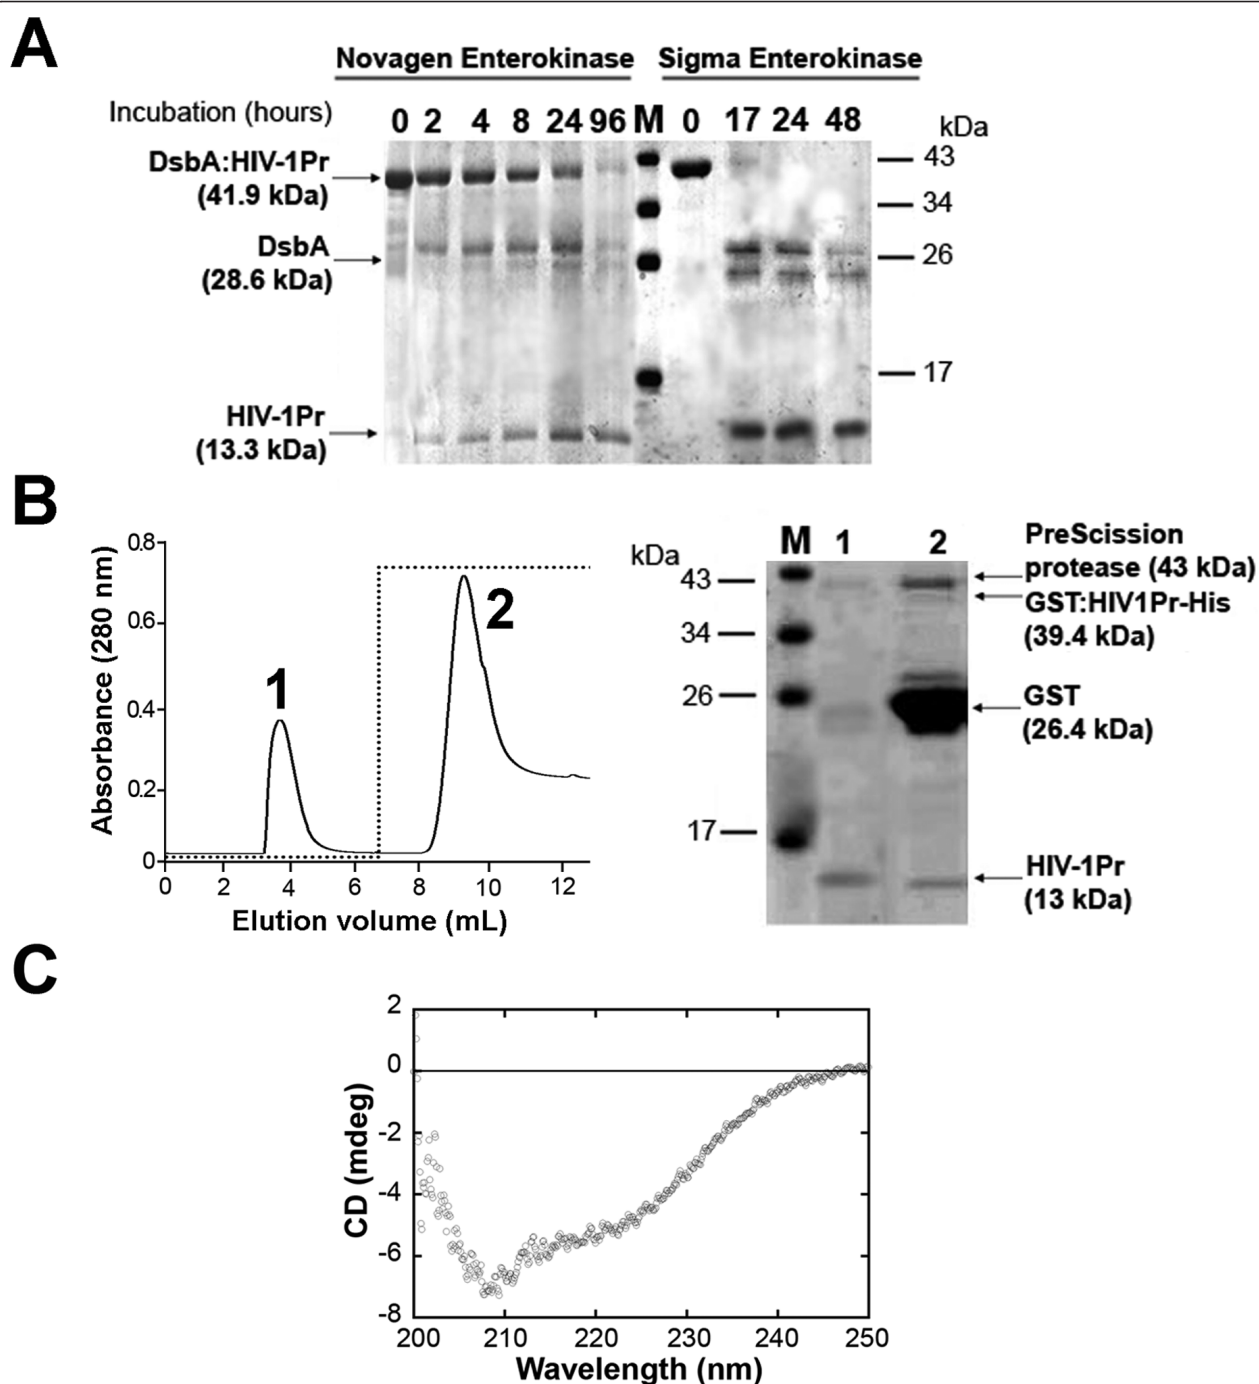 A
Novagen Enterokinase Sigma Enterokinase
Incubation (hours) 0 2 4 8 24 96 M 0 17 24 48 kDa
DsbA:HIV-1Pr
(41.9 kDa)
43
34
DsbA
(28.6 kDa)
26
17
HIV-1Pr
(13.3 kDa)
B
0.8
0.6
0.4
0.2
0
Absorbance (280 nm)
1
2
0 2 4 6 8 10 12
Elution volume (mL)
kDa M 1 2
43
34
26
17
PreScission
protease (43 kDa)
GST:HIV1Pr-His
(39.4 kDa)
GST
(26.4 kDa)
HIV-1Pr
(13 kDa)
C
2
0
-2
-4
-6
-8
CD (mdeg)
200 210 220 230 240 250
Wavelength (nm)